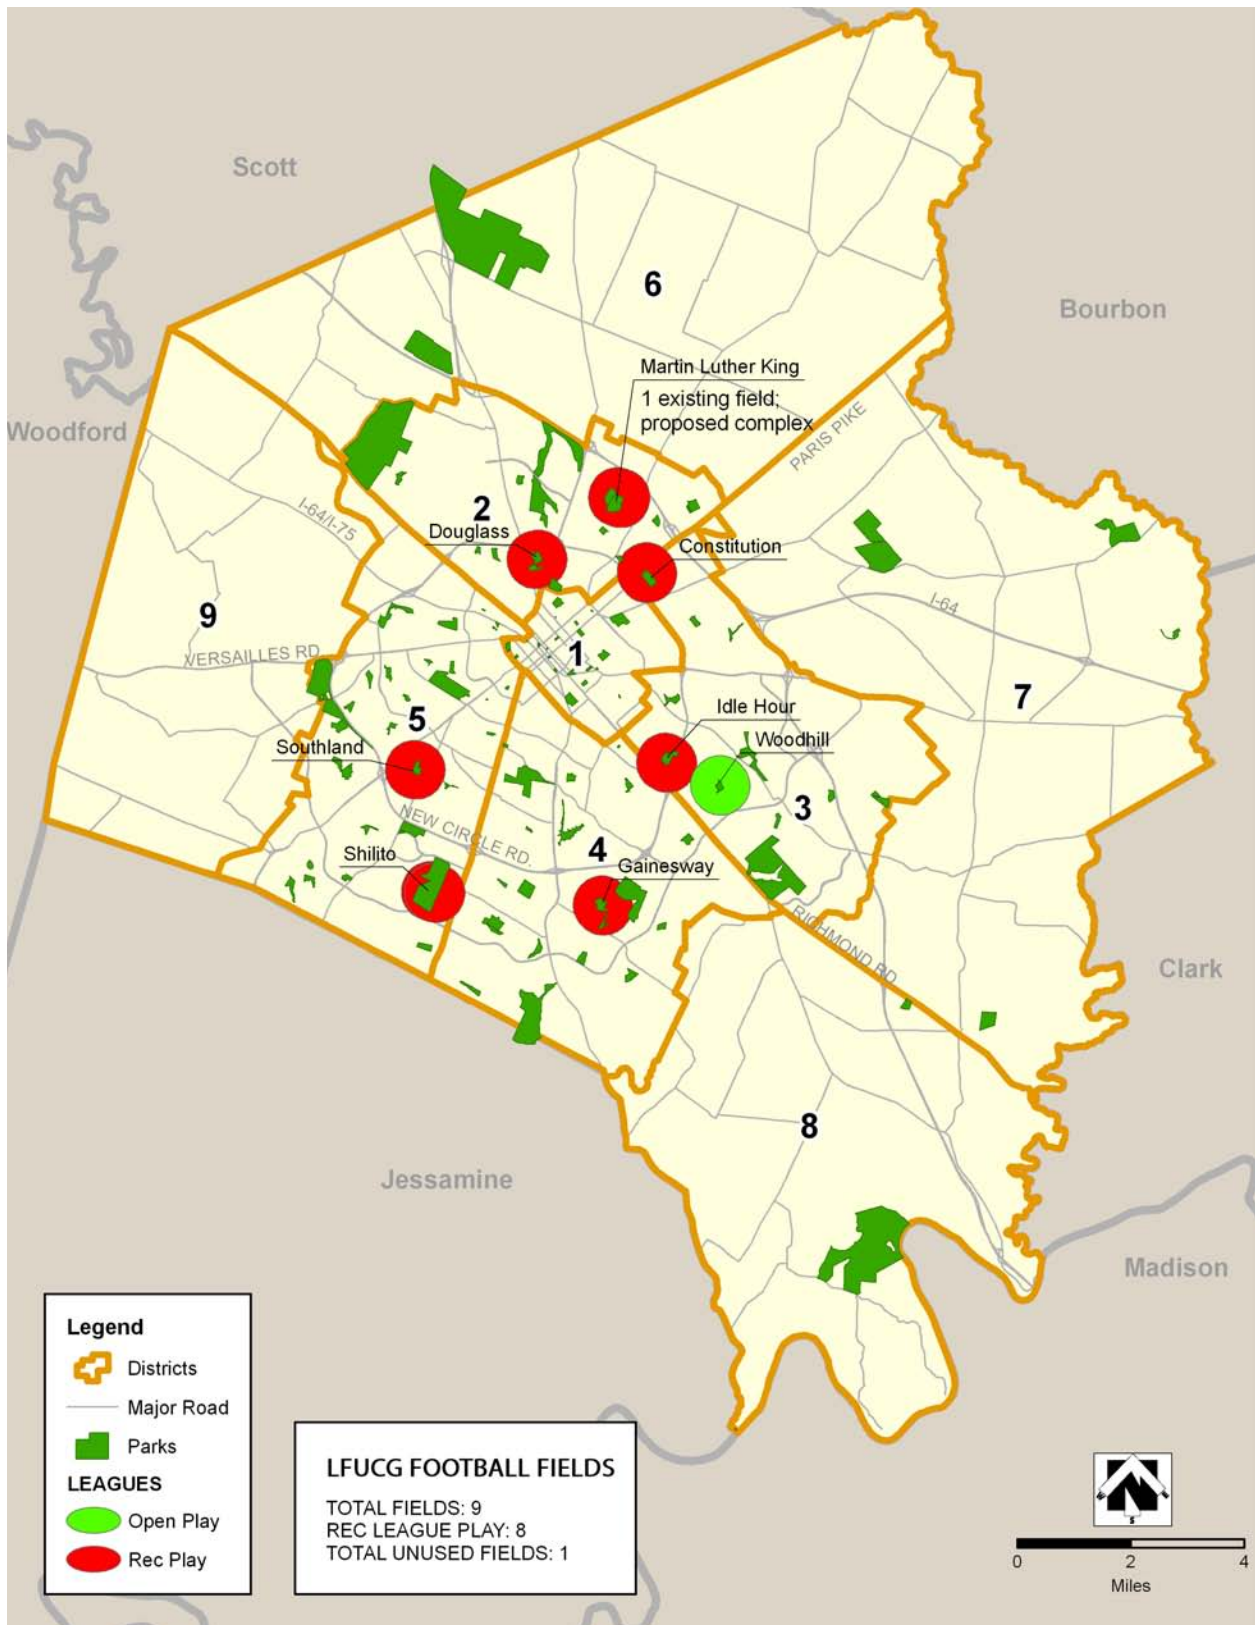 Scott
6
Bourbon
Martin Luther King
1 existing field;
proposed complex
Woodford
PARIS PIKE
I-64/I-75
2
Douglass
Constitution
9
I-64
VERSAILLES RD.
1
7
5
Idle Hour
Woodhill
Southland
3
NEW CIRCLE RD.
4
Shilito
Gainesway
RICHMOND RD
Clark
8
Jessamine
Madison
Legend
Districts
Major Road
Parks
LEAGUES
Open Play
Rec Play
LFUCG FOOTBALL FIELDS
TOTAL FIELDS: 9
REC LEAGUE PLAY: 8
TOTAL UNUSED FIELDS: 1
N
S
0 2 4
Miles